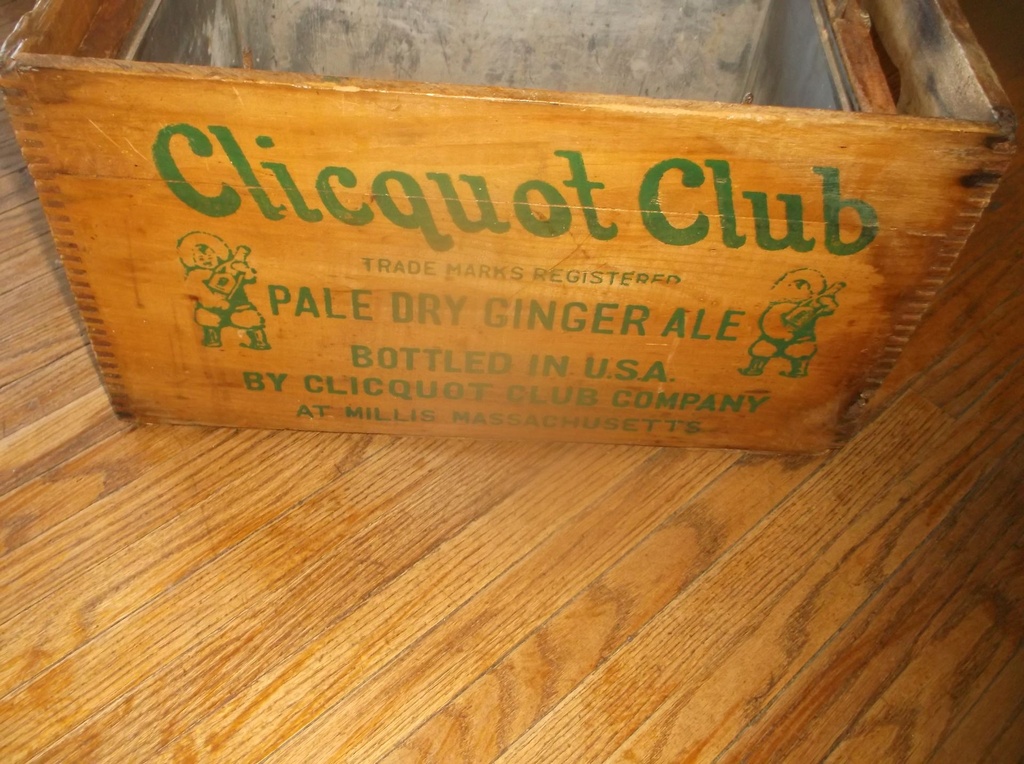 Clicquot Club
TRADE MARKS REGISTERED
PALE DRY GINGER ALE
BOTTLED IN U.S.A.
BY CLICQUOT CLUB COMPANY
AT MILLIS MASSACHUSETTS